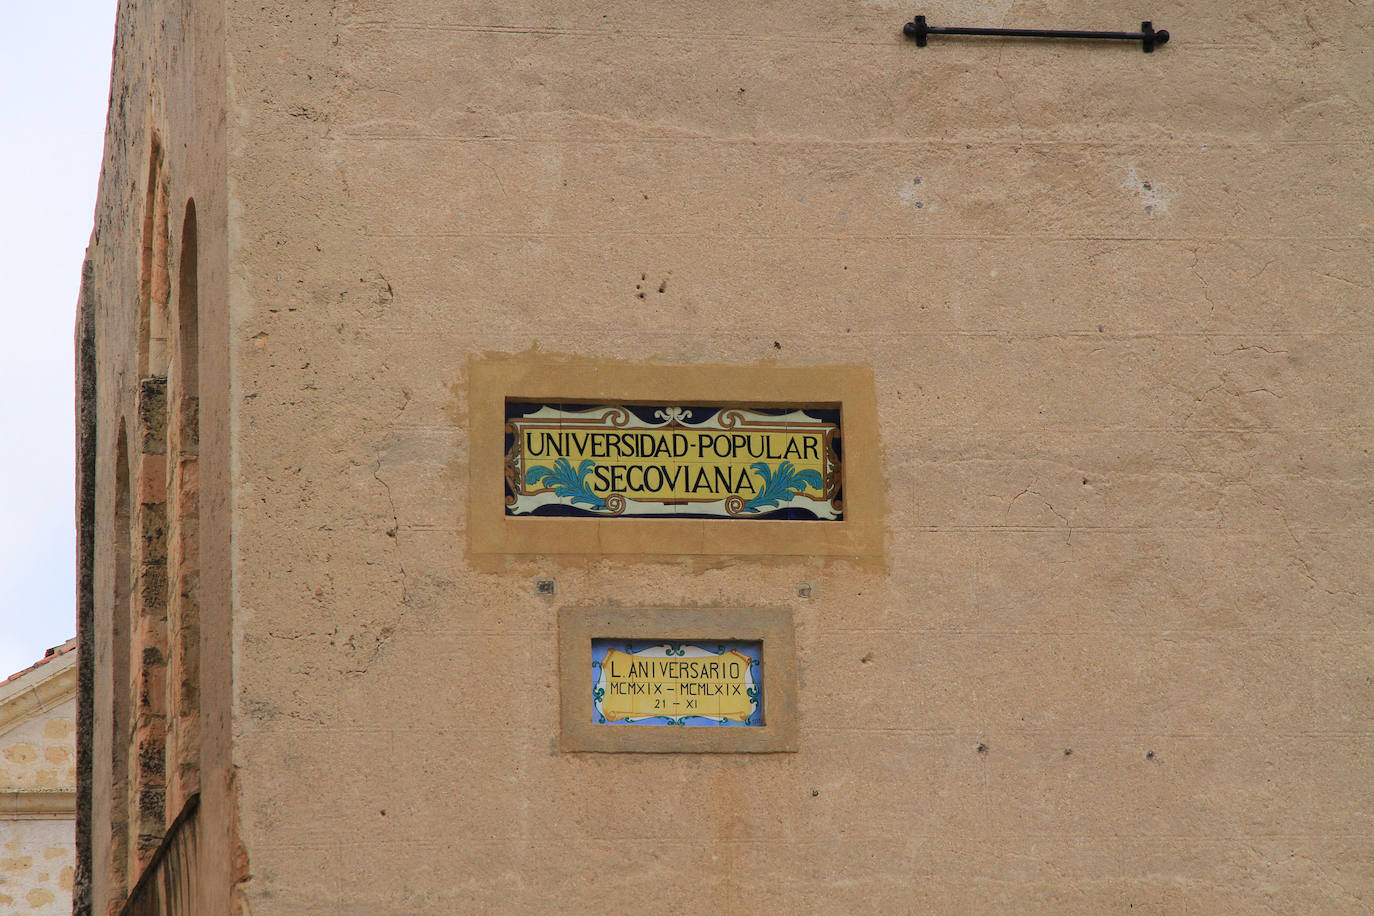 UNIVERSIDAD-POPULAR
SEGOVIANA
L. ANIVERSARIO
MCMXIX - MCMLXIX
21 - XI